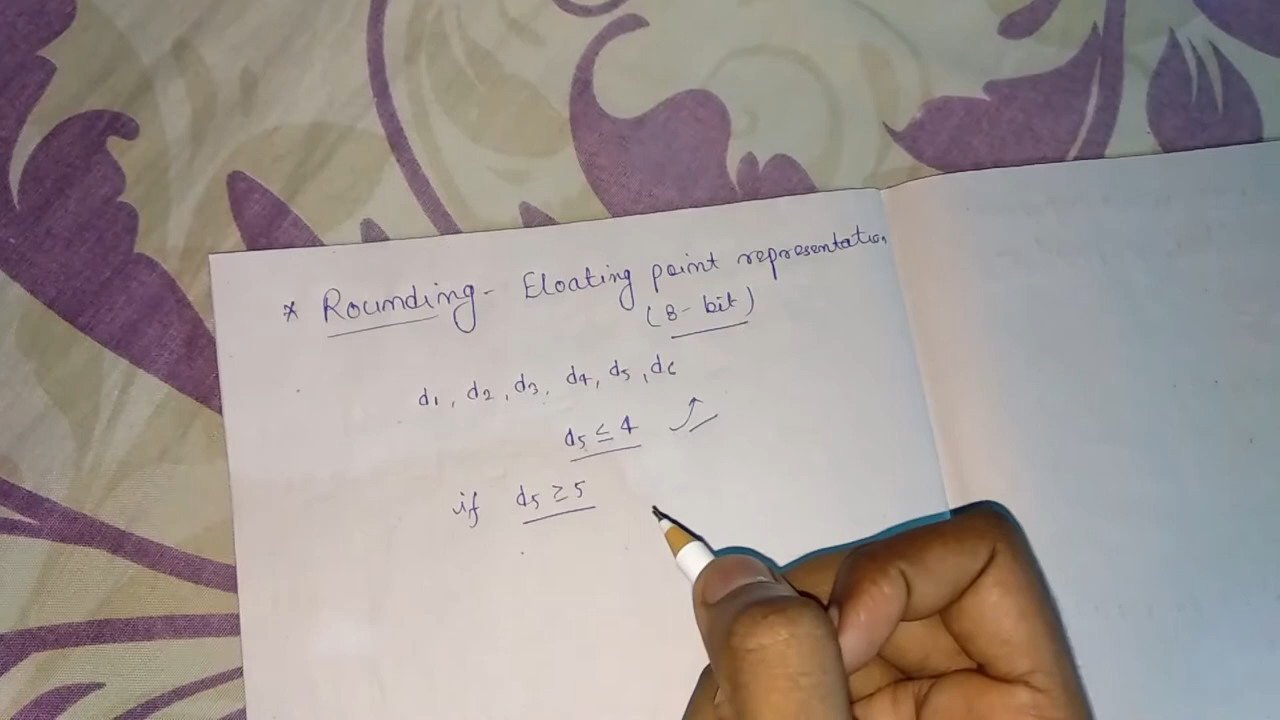 * Rounding - Floating point representation
(8-bit)
d1, d2, d3, d4, d5, d6
d5 ≤ 4
if d5 ≥ 5